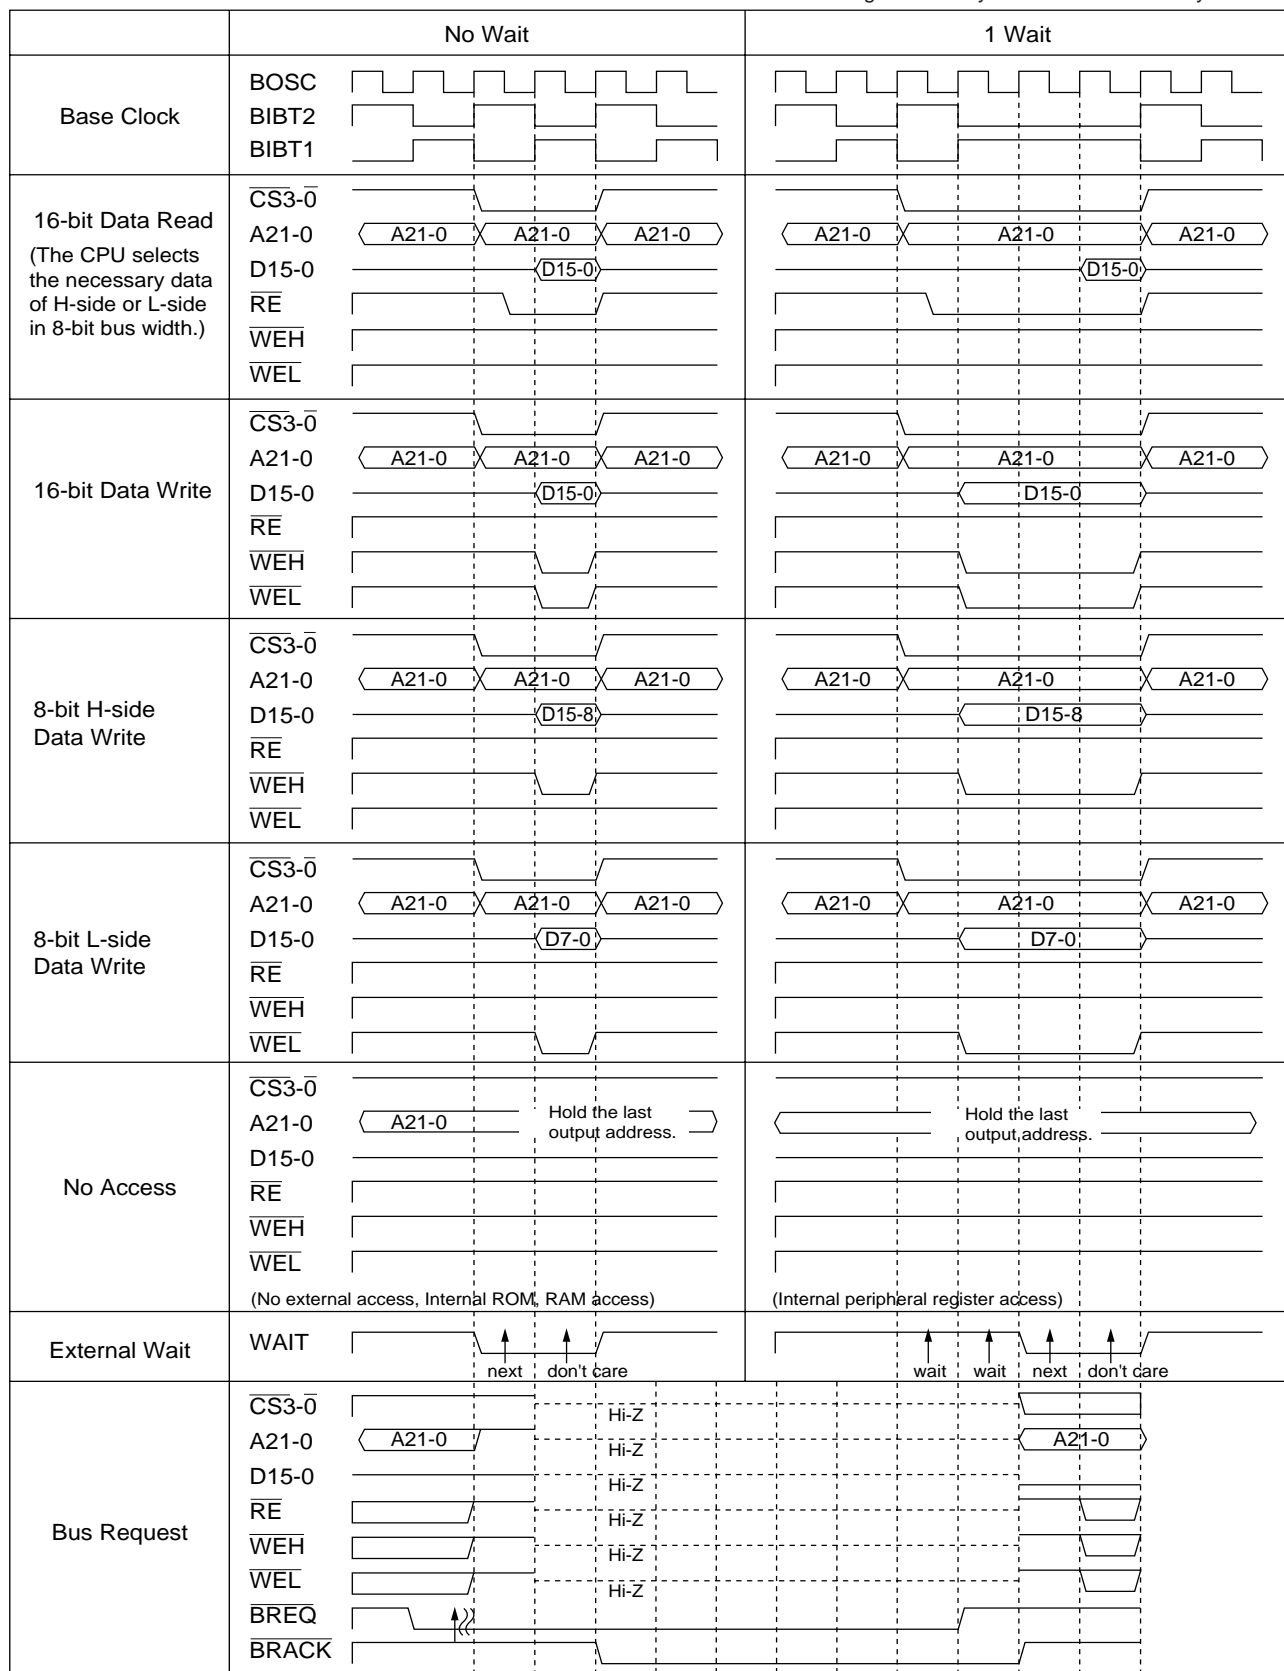 No Wait
1 Wait
Base Clock
BOSC
BIBT2
BIBT1
16-bit Data Read
(The CPU selects
the necessary data
of H-side or L-side
in 8-bit bus width.)
CS3-0
A21-0 A21-0 A21-0 A21-0 A21-0 A21-0 A21-0
D15-0 D15-0 D15-0
RE
WEH
WEL
16-bit Data Write
CS3-0
A21-0 A21-0 A21-0 A21-0 A21-0 A21-0 A21-0
D15-0 D15-0 D15-0
RE
WEH
WEL
8-bit H-side
Data Write
CS3-0
A21-0 A21-0 A21-0 A21-0 A21-0 A21-0 A21-0
D15-0 D15-8 D15-8
RE
WEH
WEL
8-bit L-side
Data Write
CS3-0
A21-0 A21-0 A21-0 A21-0 A21-0 A21-0 A21-0
D15-0 D7-0 D7-0
RE
WEH
WEL
No Access
CS3-0
A21-0 A21-0
Hold the last
output address.
Hold the last
output address.
D15-0
RE
WEH
WEL
(No external access, Internal ROM, RAM access)
(Internal peripheral register access)
External Wait
WAIT
next don't care wait wait next don't care
Bus Request
CS3-0 Hi-Z
A21-0 A21-0 Hi-Z A21-0
D15-0 Hi-Z
RE Hi-Z
WEH Hi-Z
WEL Hi-Z
BREQ
BRACK